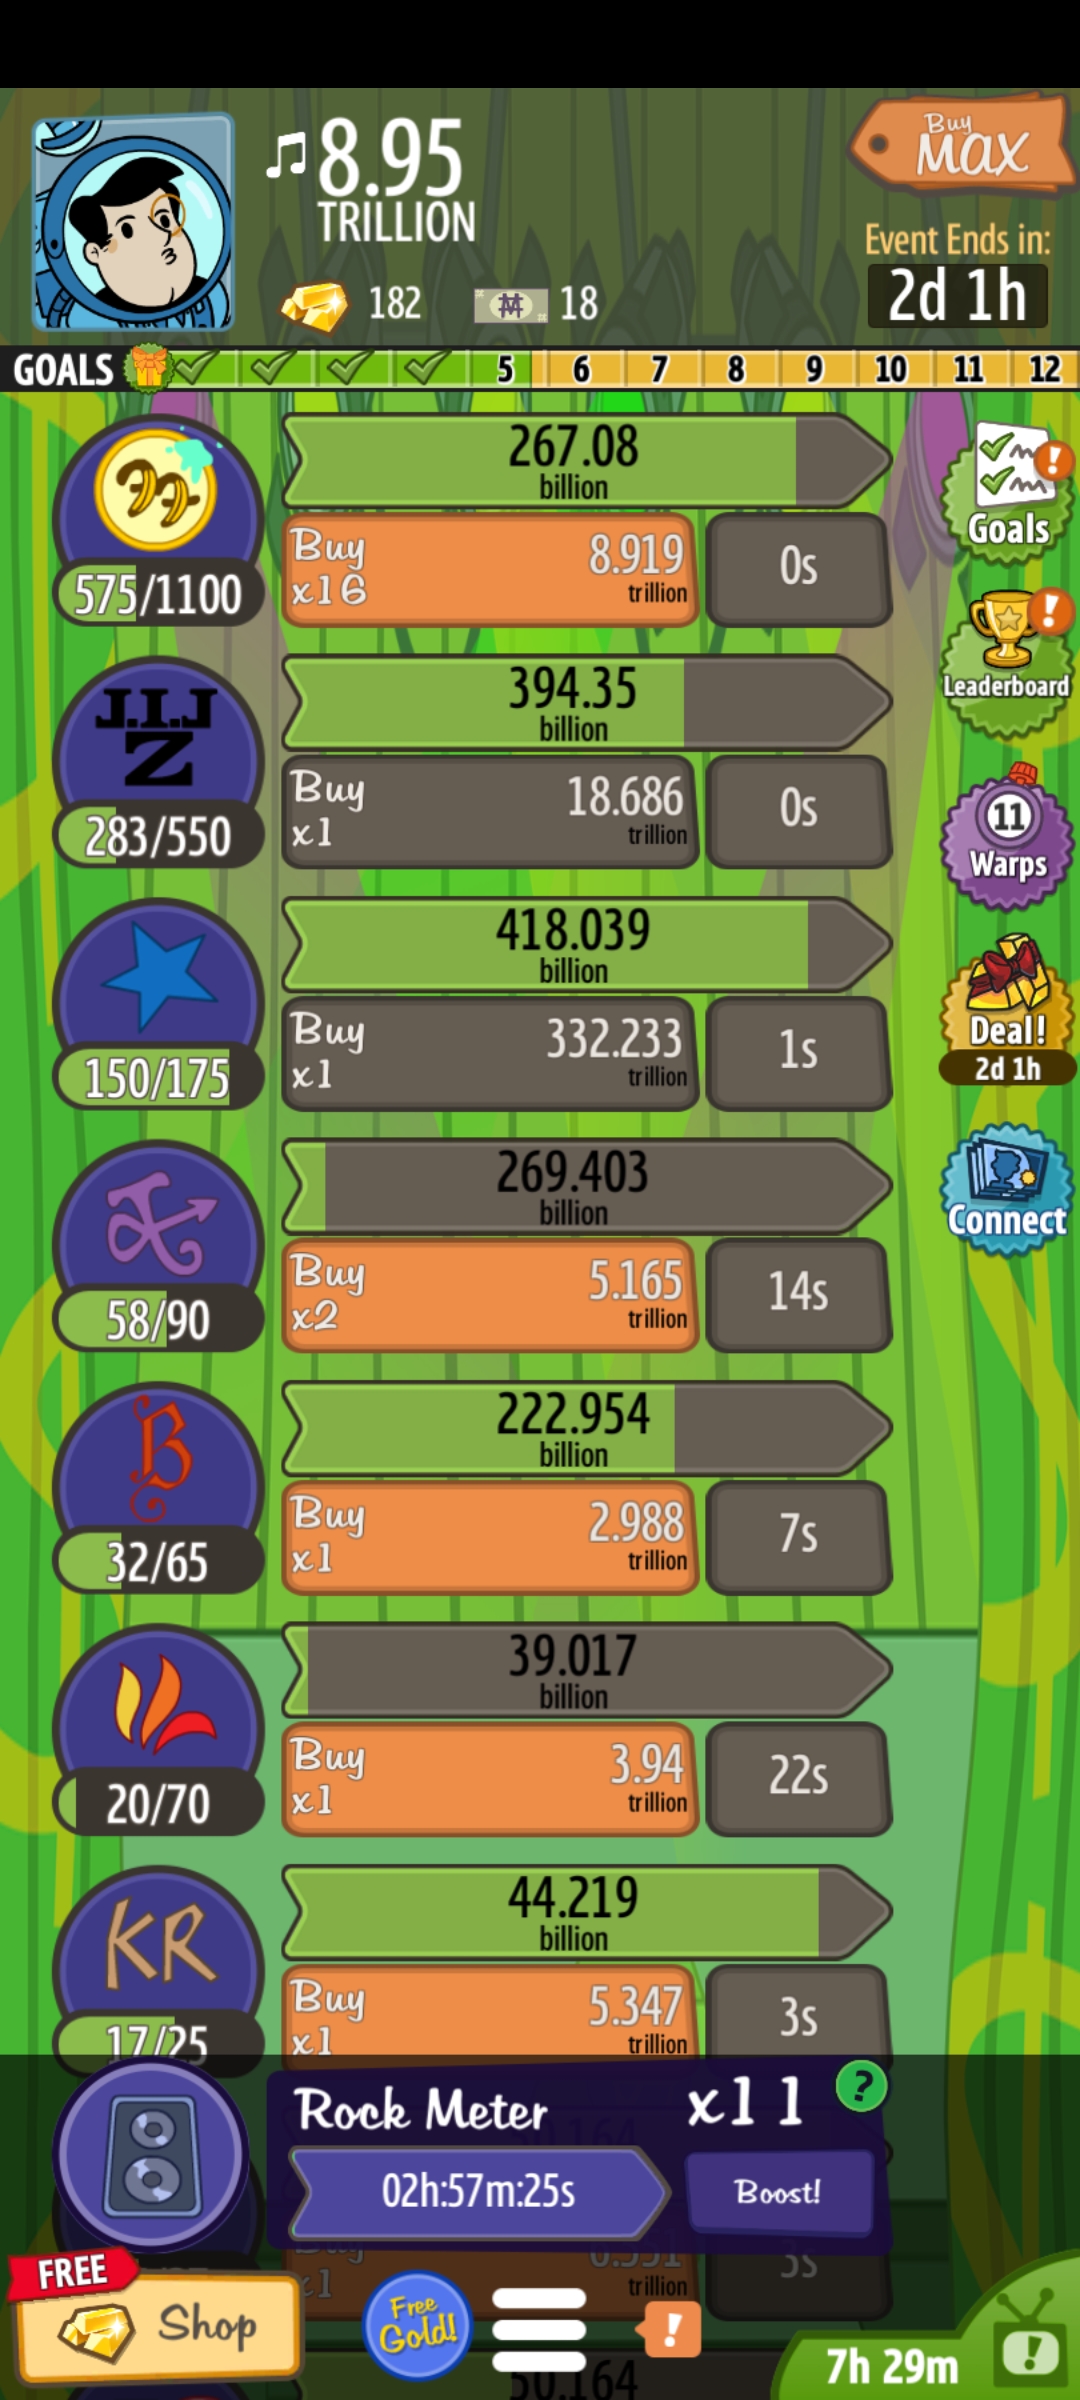 ♫8.95
TRILLION
182
18
Buy
MAX
Event Ends in:
2d 1h
GOALS
5 6 7 8 9 10 11 12
267.08
billion
575/1100
Buy
x16
8.919
trillion
0s
Goals
J.I.J
Z
394.35
billion
283/550
Buy
x1
18.686
trillion
0s
Leaderboard
418.039
billion
150/175
Buy
x1
332.233
trillion
1s
11
Warps
269.403
billion
58/90
Buy
x2
5.165
trillion
14s
Deal!
2d 1h
B
222.954
billion
32/65
Buy
x1
2.988
trillion
7s
Connect
39.017
billion
20/70
Buy
x1
3.94
trillion
22s
KR
44.219
billion
17/25
Buy
x1
5.347
trillion
3s
Rock Meter
x11
?
02h:57m:25s
Boost!
x1
trillion
3s
FREE
Shop
Free
Gold!
!
7h 29m
!
50.164